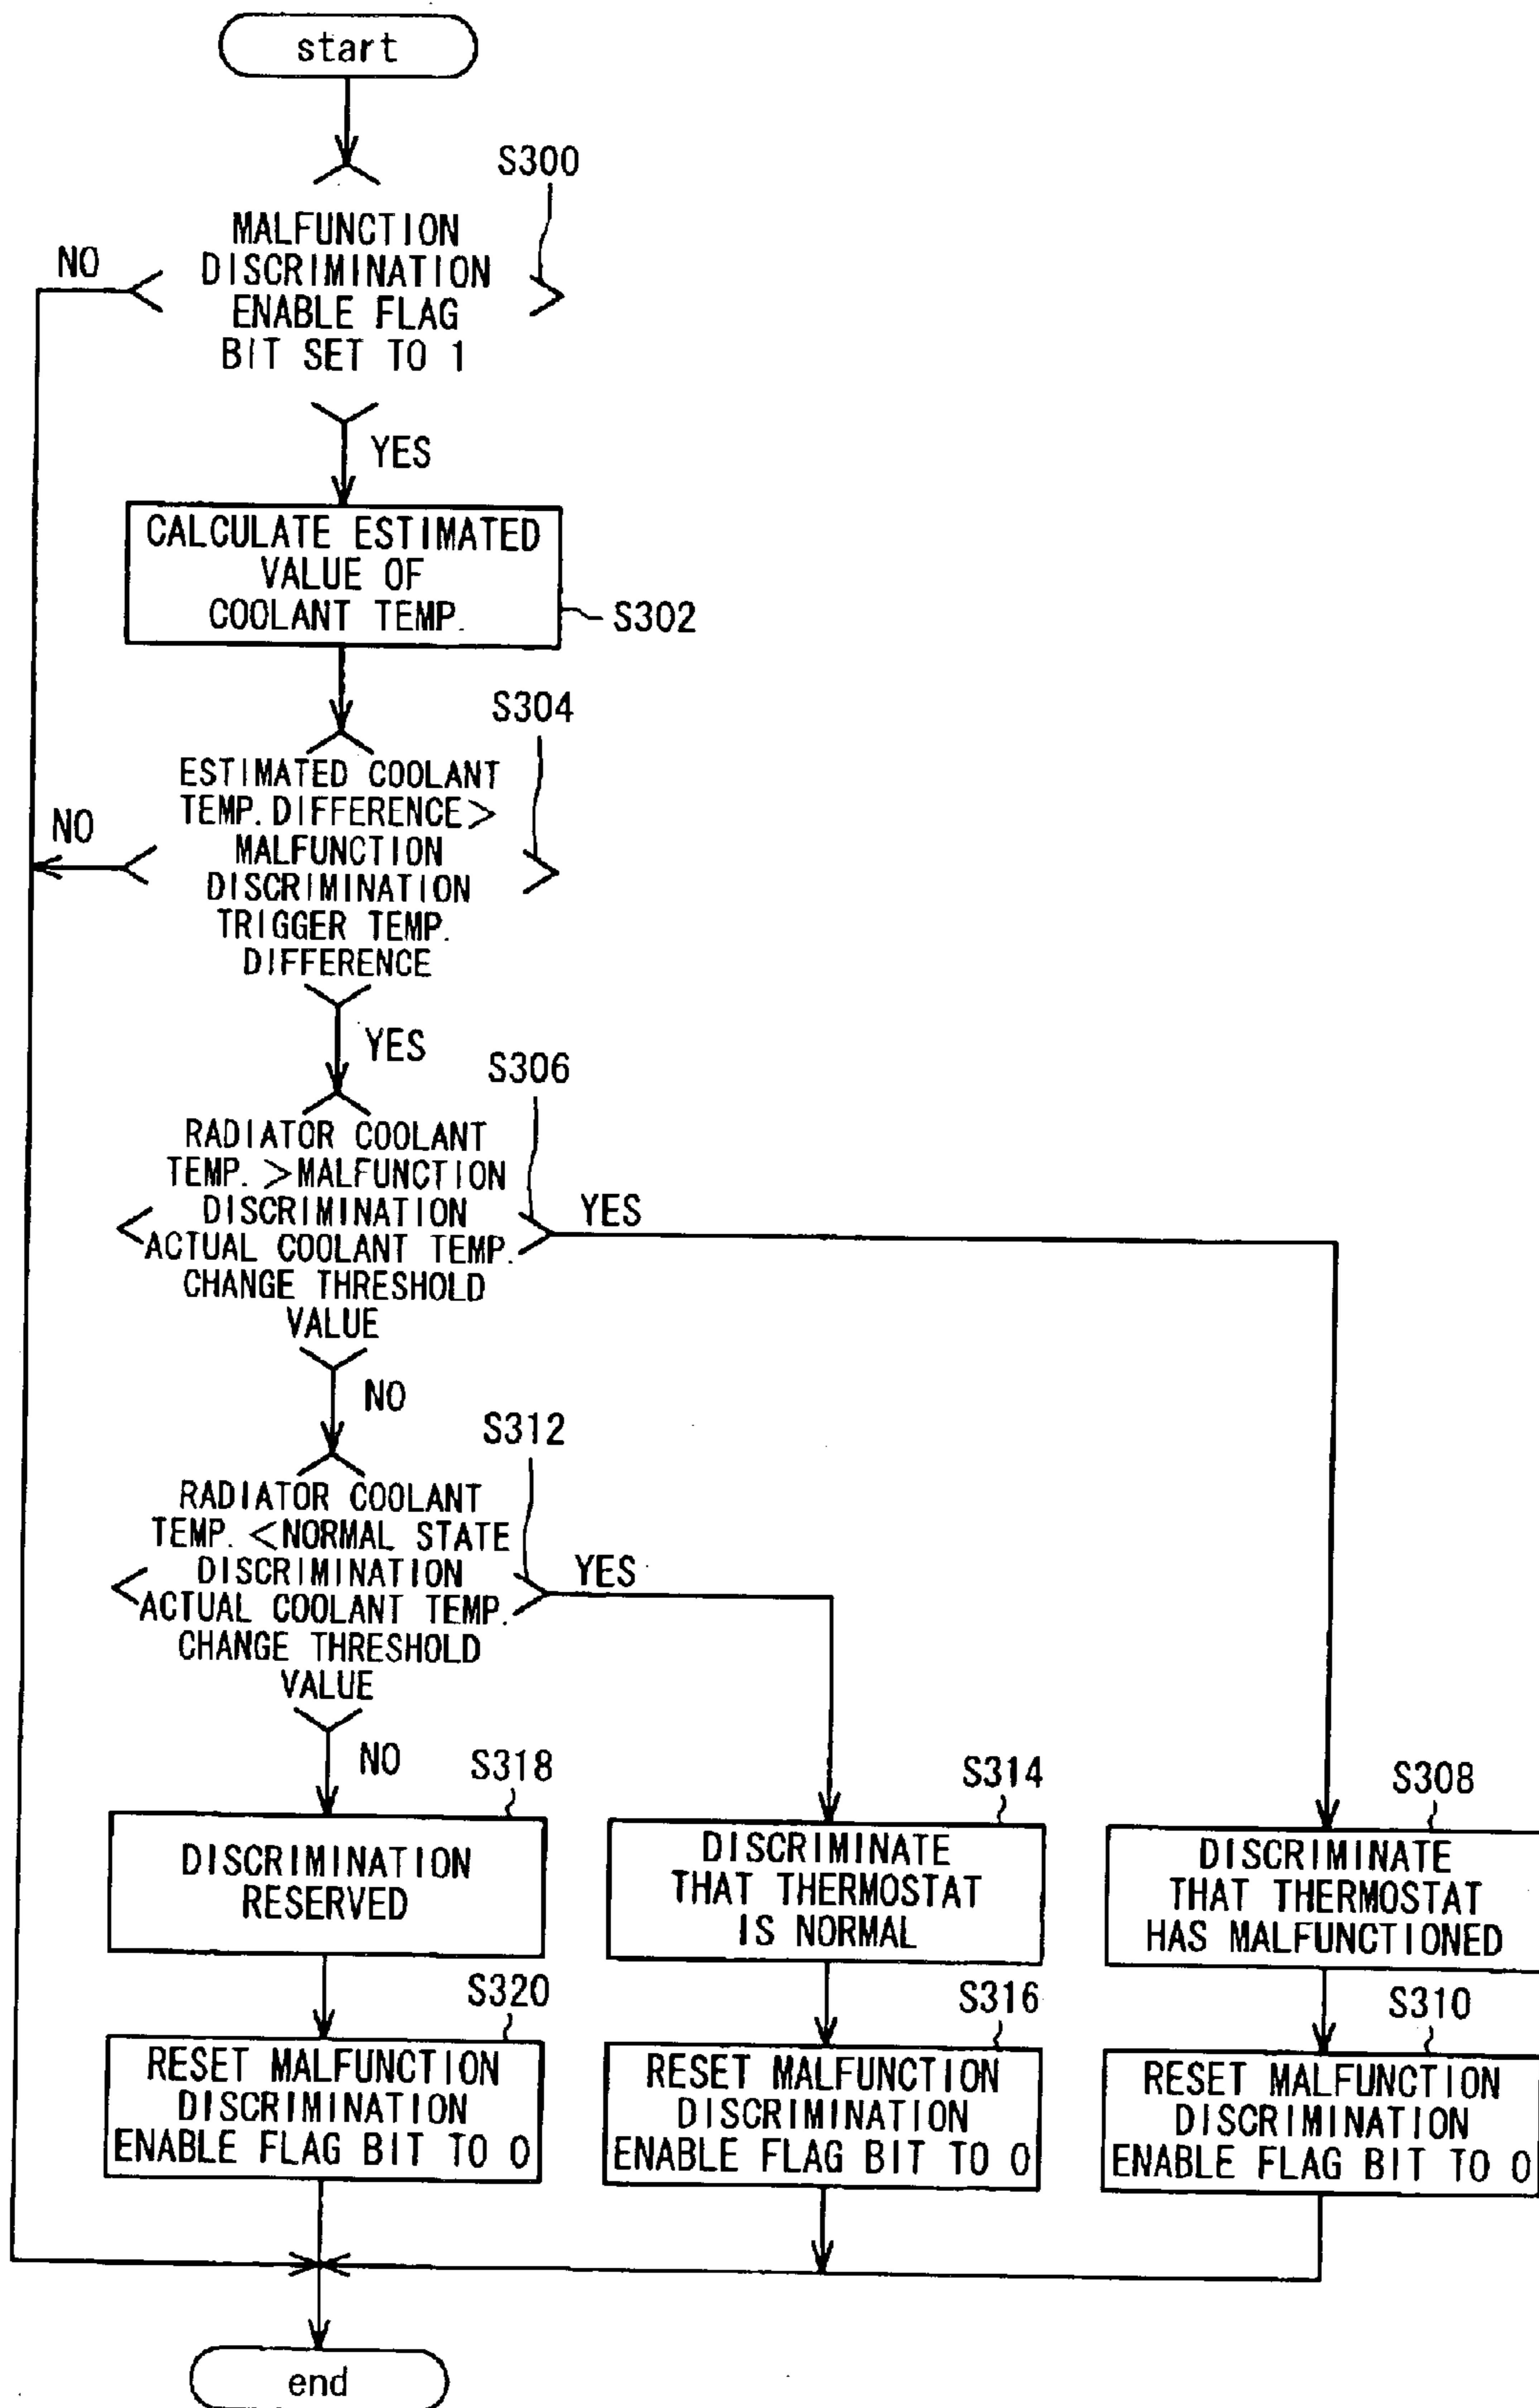 start
S300
MALFUNCTION
DISCRIMINATION
ENABLE FLAG
BIT SET TO 1
NO
YES
CALCULATE ESTIMATED
VALUE OF
COOLANT TEMP.
S302
S304
ESTIMATED COOLANT
TEMP. DIFFERENCE >
MALFUNCTION
DISCRIMINATION
TRIGGER TEMP.
DIFFERENCE
NO
YES
S306
RADIATOR COOLANT
TEMP. > MALFUNCTION
DISCRIMINATION
ACTUAL COOLANT TEMP.
CHANGE THRESHOLD
VALUE
YES
NO
S312
RADIATOR COOLANT
TEMP. < NORMAL STATE
DISCRIMINATION
ACTUAL COOLANT TEMP.
CHANGE THRESHOLD
VALUE
YES
NO
S318
DISCRIMINATION
RESERVED
S314
DISCRIMINATE
THAT THERMOSTAT
IS NORMAL
S308
DISCRIMINATE
THAT THERMOSTAT
HAS MALFUNCTIONED
S320
RESET MALFUNCTION
DISCRIMINATION
ENABLE FLAG BIT TO 0
S316
RESET MALFUNCTION
DISCRIMINATION
ENABLE FLAG BIT TO 0
S310
RESET MALFUNCTION
DISCRIMINATION
ENABLE FLAG BIT TO 0
end